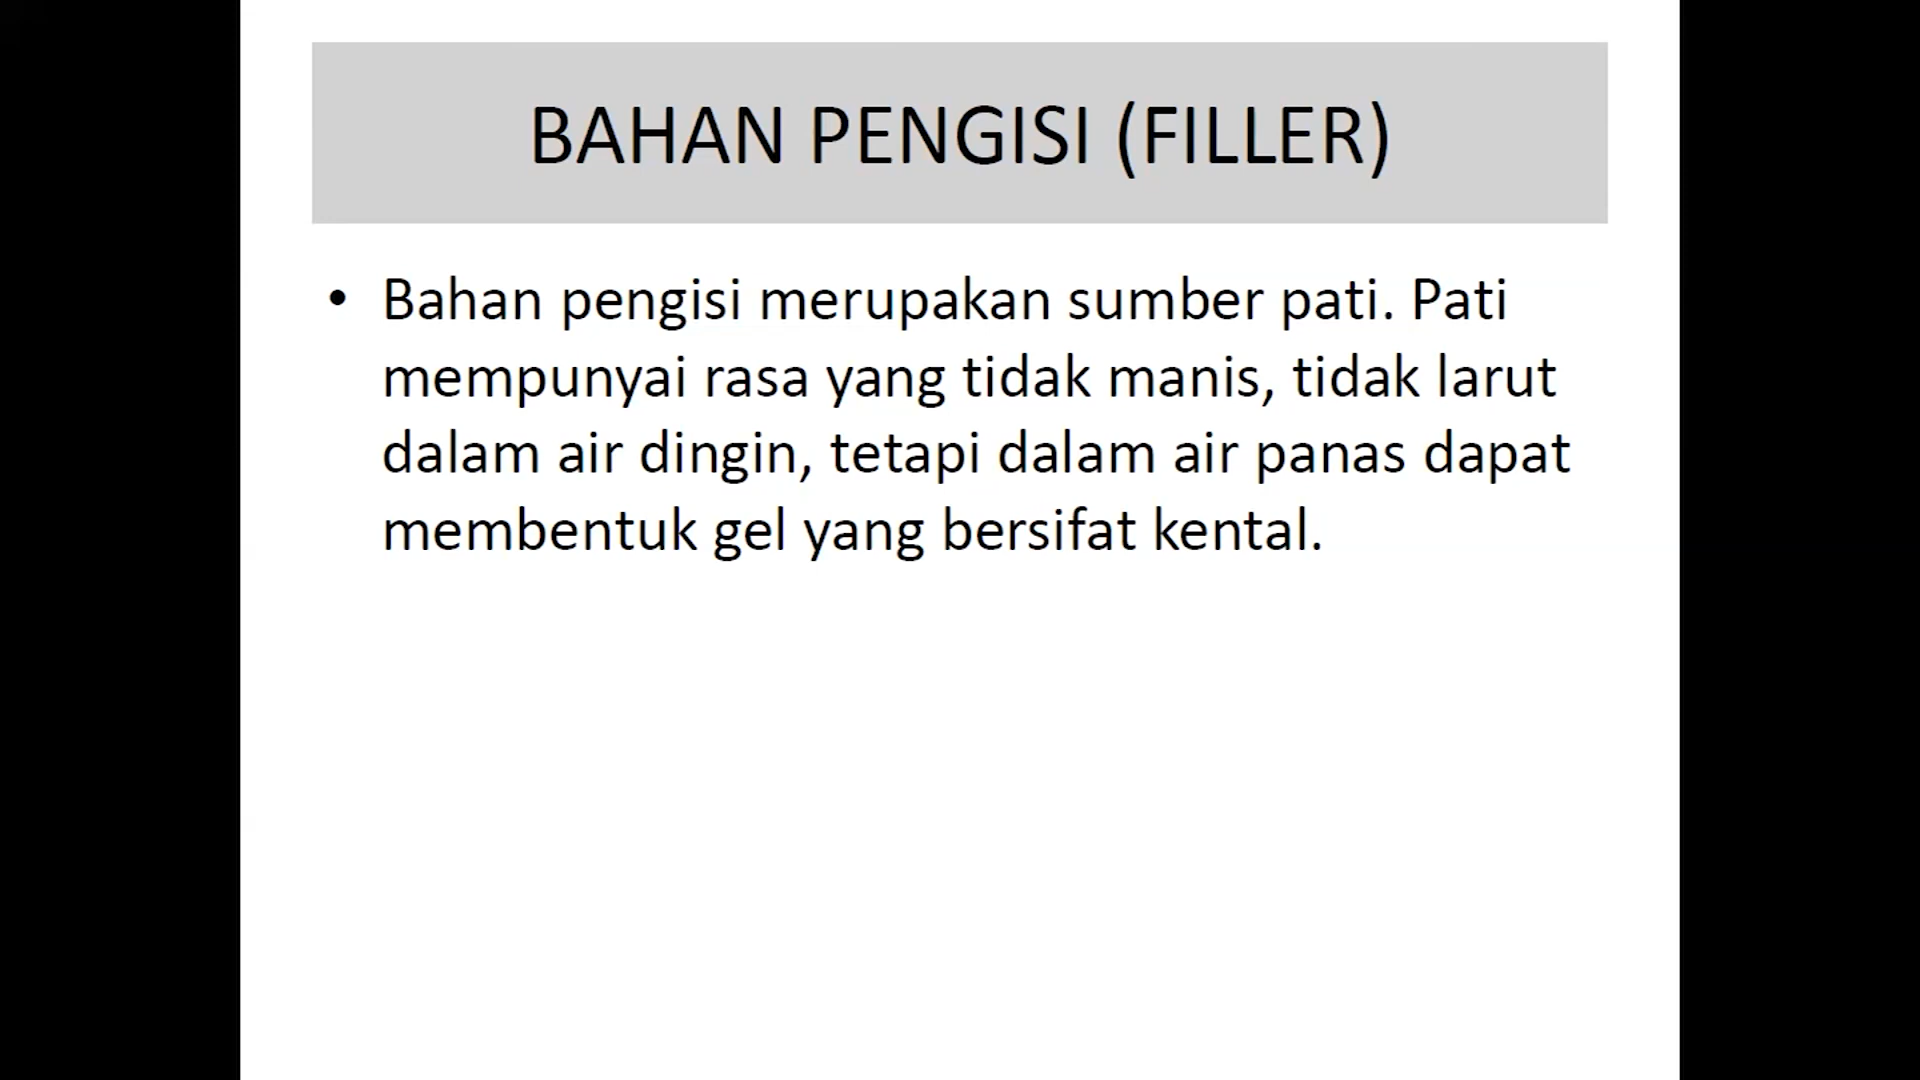 BAHAN PENGISI (FILLER)
• Bahan pengisi merupakan sumber pati. Pati
mempunyai rasa yang tidak manis, tidak larut
dalam air dingin, tetapi dalam air panas dapat
membentuk gel yang bersifat kental.